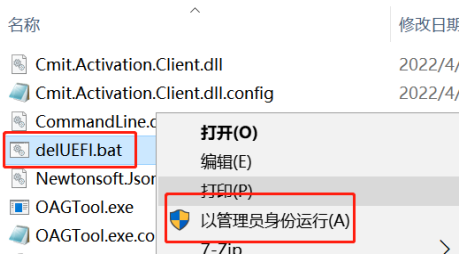 名称
修改日期
Cmit.Activation.Client.dll
2022/4/
Cmit.Activation.Client.dll.config
2022/4/
CommandLine.c
打开(O)
delUEFI.bat
编辑(E)
Newtonsoft.Jsor
打印(P)
OAGTool.exe
以管理员身份运行(A)
OAGTool.exe.co
7-Zip